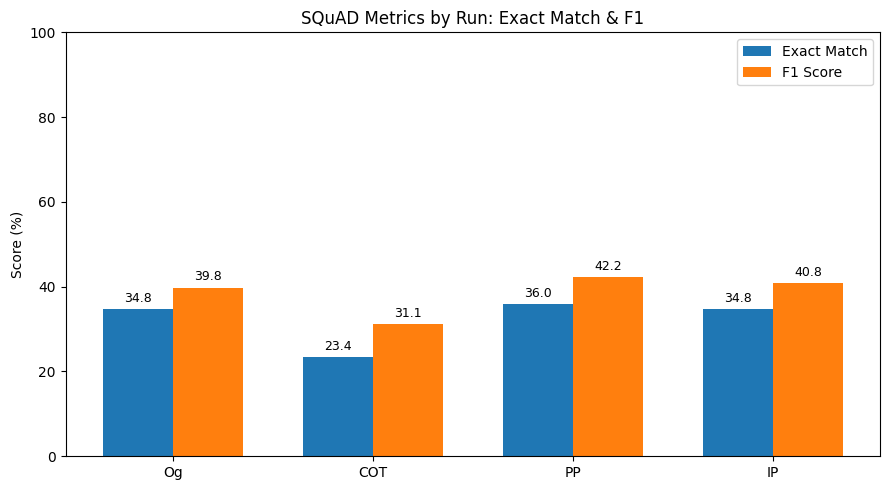 SQuAD Metrics by Run: Exact Match & F1
Exact Match
F1 Score
Score (%)
100
80
60
40
20
0
34.8
39.8
23.4
31.1
36.0
42.2
34.8
40.8
Og
COT
PP
IP